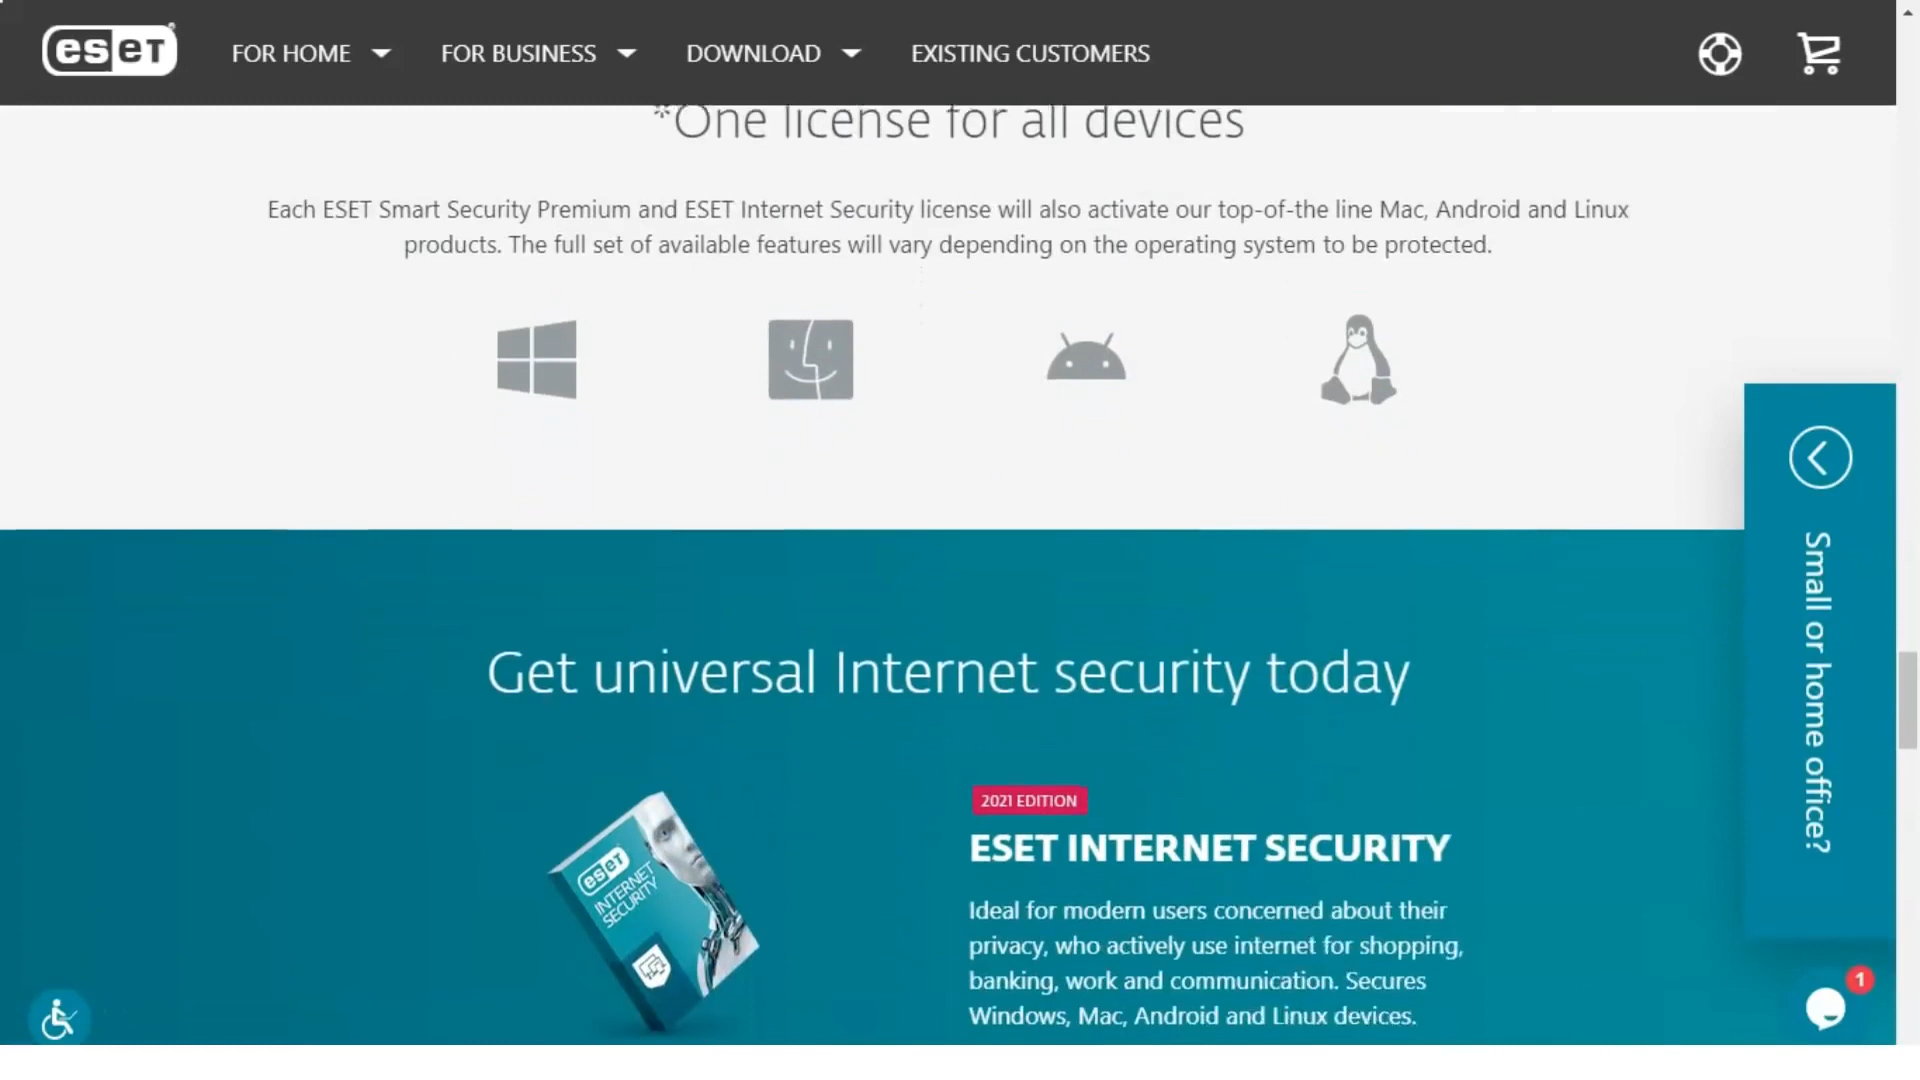 eset
FOR HOME
FOR BUSINESS
DOWNLOAD
EXISTING CUSTOMERS
*One license for all devices
Each ESET Smart Security Premium and ESET Internet Security license will also activate our top-of-the line Mac, Android and Linux
products. The full set of available features will vary depending on the operating system to be protected.
Small or home office?
Get universal Internet security today
eset
INTERNET
SECURITY
2021 EDITION
ESET INTERNET SECURITY
Ideal for modern users concerned about their
privacy, who actively use internet for shopping,
banking, work and communication. Secures
Windows, Mac, Android and Linux devices.
1